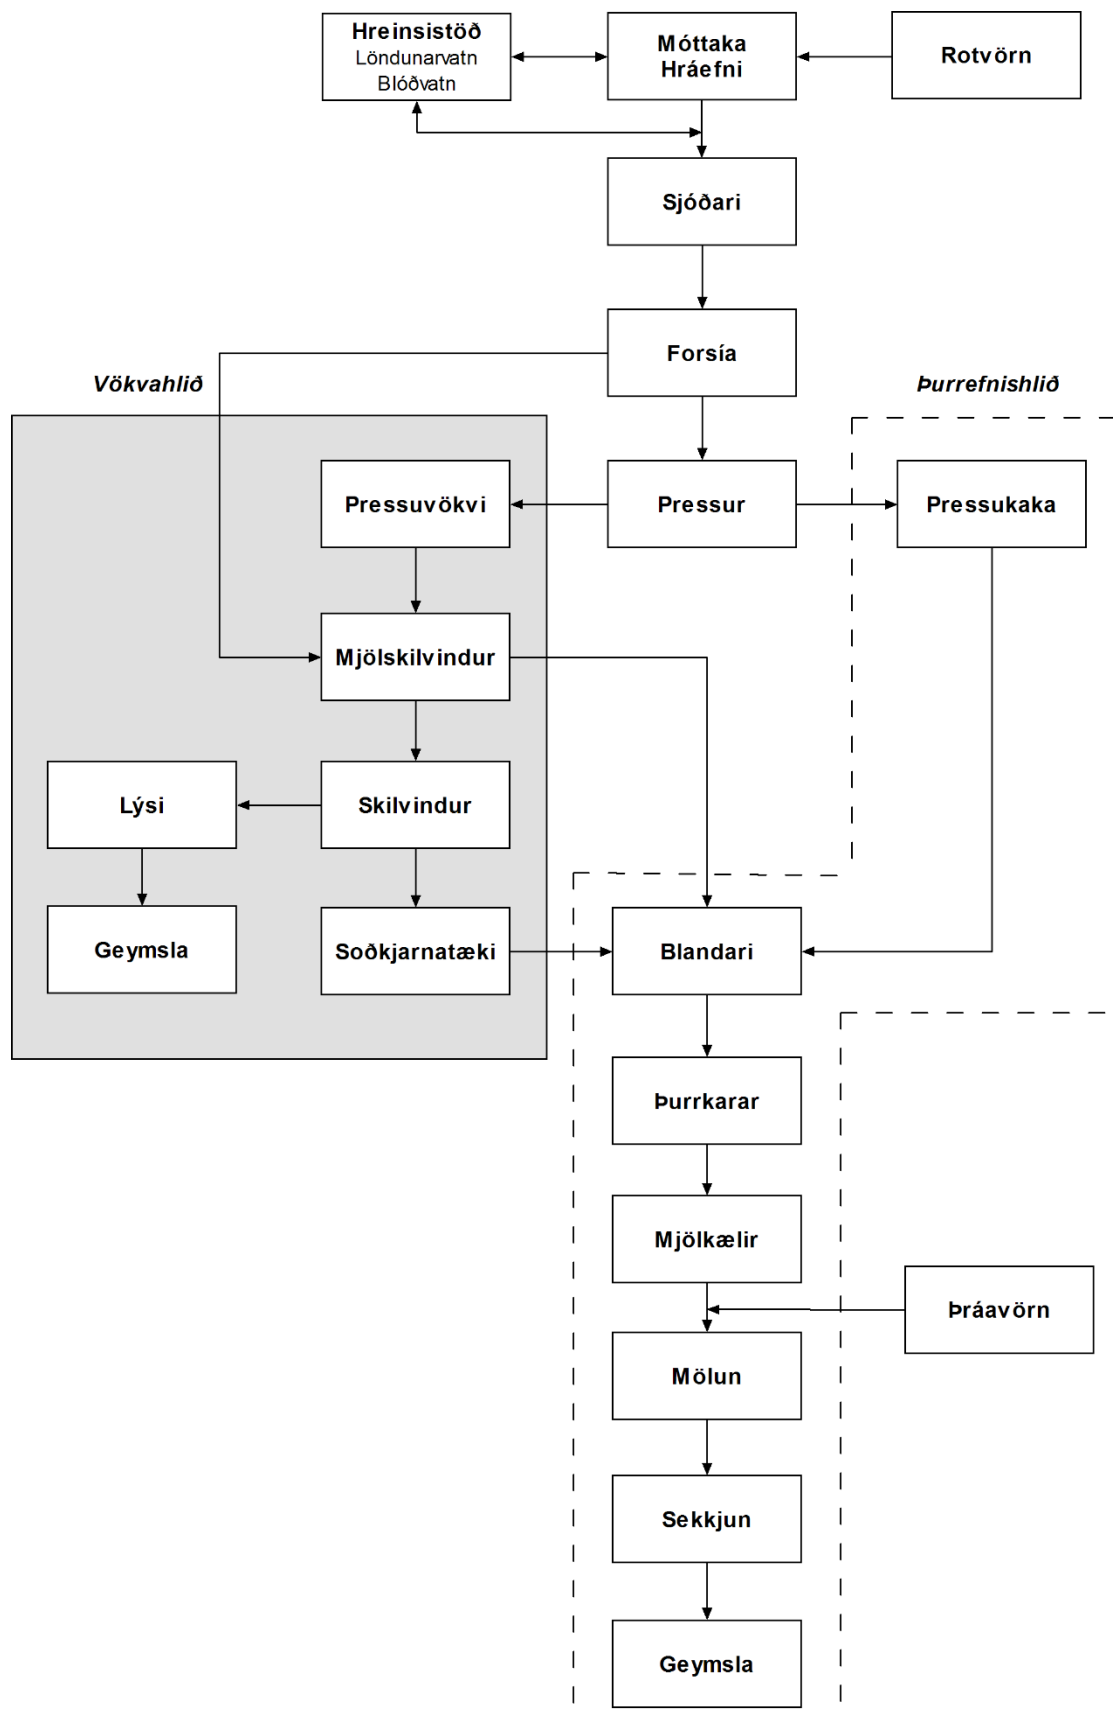 Hreinsistöð
Löndunarvatn
Blóðvatn
Móttaka
Hráefni
Rotvörn
Sjóðari
Forsía
Vökvahlið
Þurrefnishlið
Pressuvökvi
Pressur
Pressukaka
Mjölskilvindur
Lýsi
Skilvindur
Geymsla
Soðkjarnatæki
Blandari
Þurrkarar
Mjölkælir
Þráavörn
Mölun
Sekkjun
Geymsla